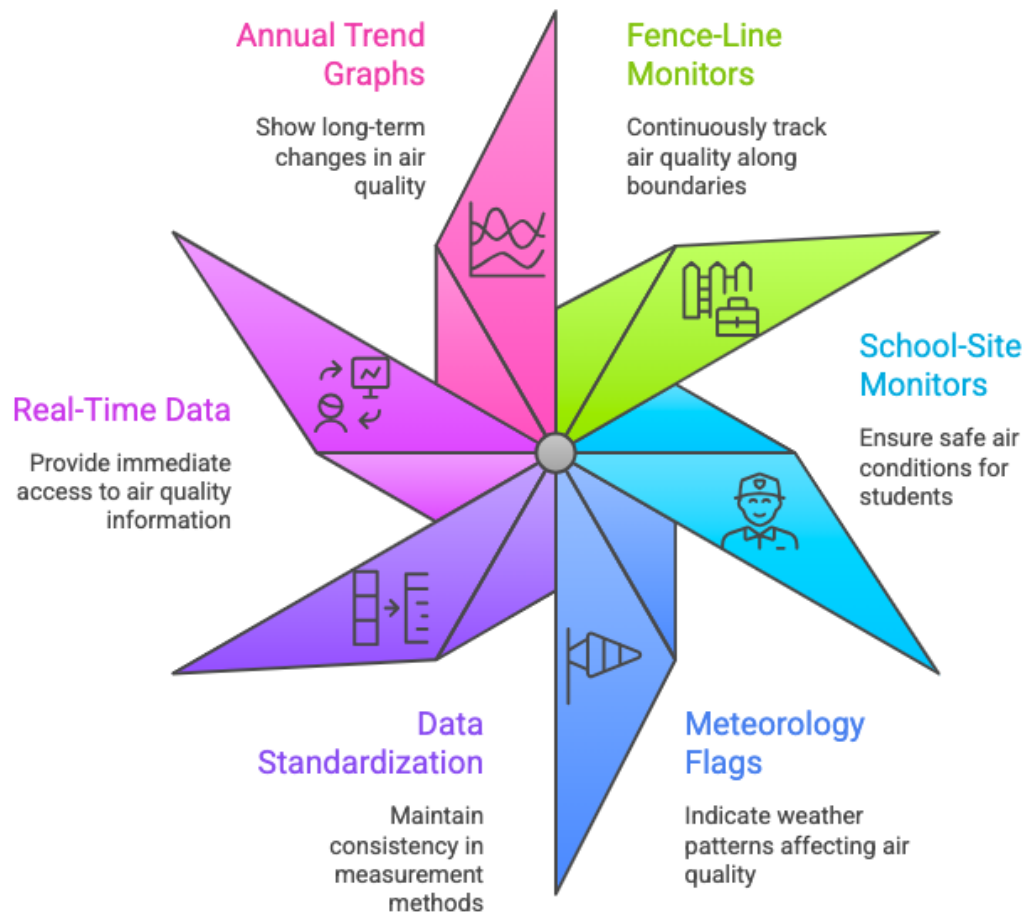 Annual Trend
Graphs
Show long-term
changes in air
quality
Fence-Line
Monitors
Continuously track
air quality along
boundaries
School-Site
Monitors
Ensure safe air
conditions for
students
Real-Time Data
Provide immediate
access to air quality
information
Data
Standardization
Maintain
consistency in
measurement
methods
Meteorology
Flags
Indicate weather
patterns affecting air
quality